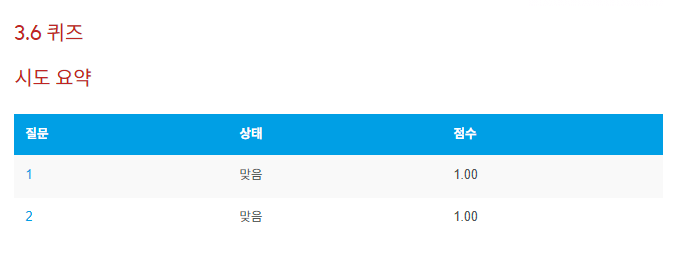 3.6 퀴즈
시도 요약
질문 상태 점수
1 맞음 1.00
2 맞음 1.00